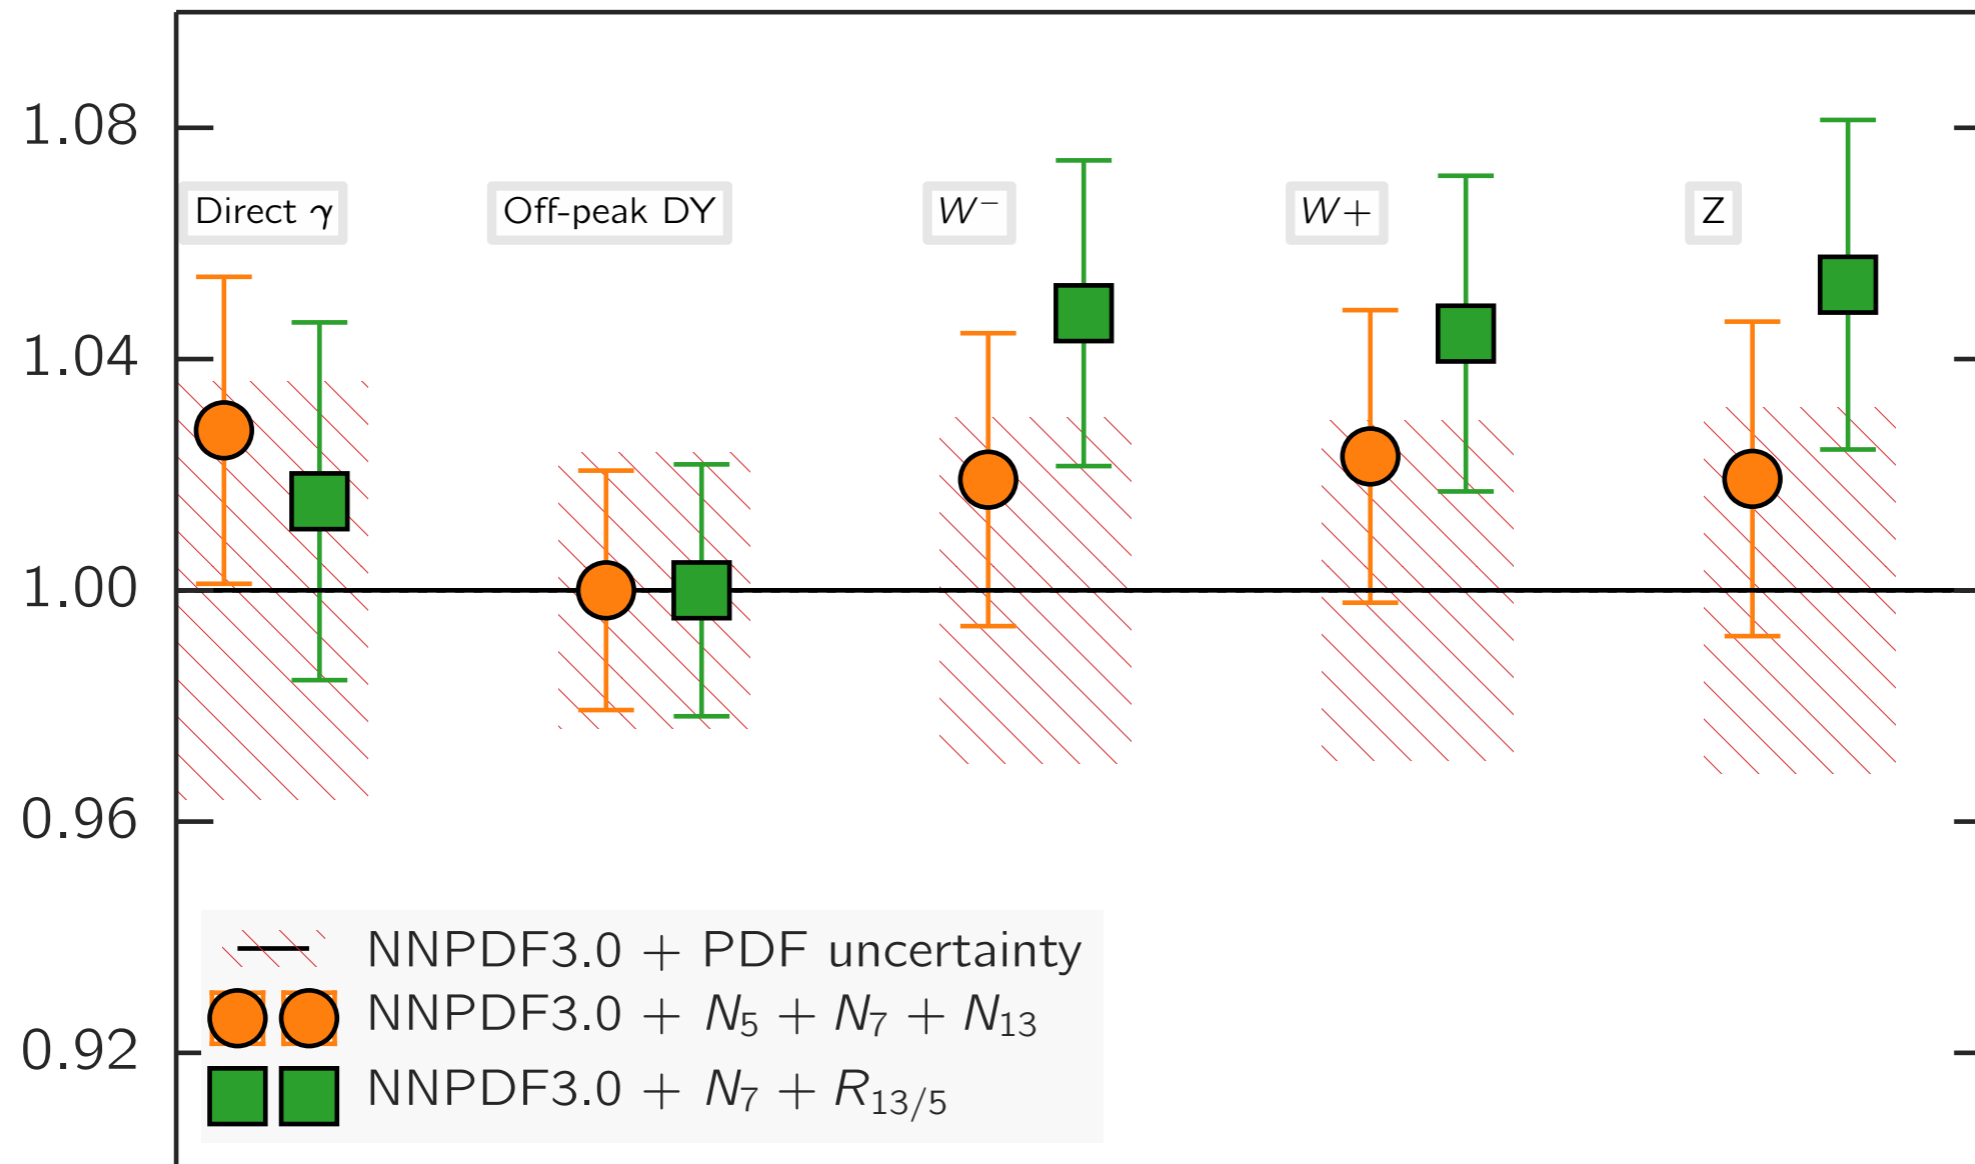 1.08
Direct γ
Off-peak DY
W⁻
W+
Z
1.04
1.00
0.96
NNPDF3.0 + PDF uncertainty
NNPDF3.0 + N₅ + N₇ + N₁₃
0.92
NNPDF3.0 + N₇ + R₁₃/₅